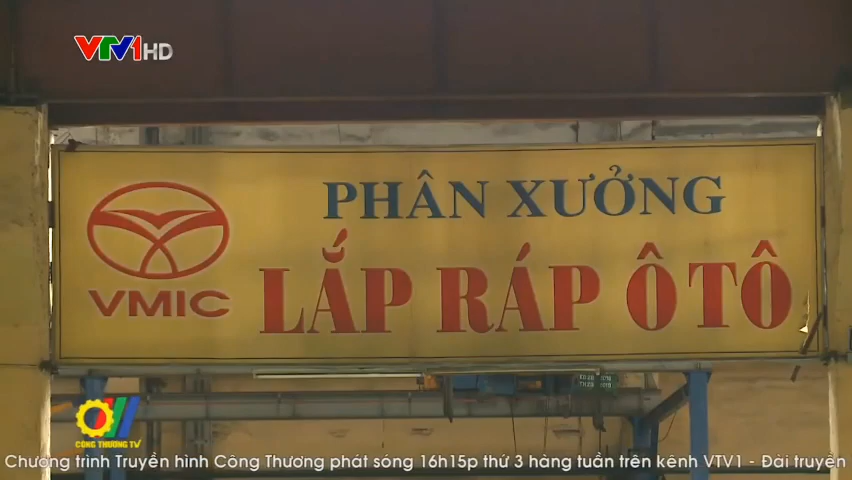 VTV1 HD
PHÂN XƯỞNG
VMIC
LẮP RÁP Ô TÔ
CÔNG THƯƠNG TV
Chương trình Truyền hình Công Thương phát sóng 16h15p thứ 3 hàng tuần trên kênh VTV1 - Đài truyền